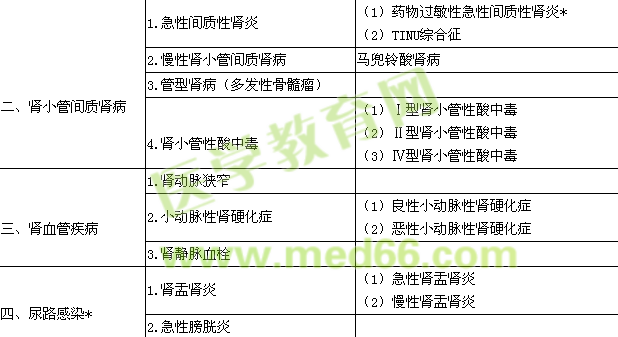 1.急性间质性肾炎
（1）药物过敏性急性间质性肾炎*
（2）TINU综合征
二、肾小管间质肾病
2.慢性肾小管间质肾病
马兜铃酸肾病
3.管型肾病（多发性骨髓瘤）
4.肾小管性酸中毒
（1）Ⅰ型肾小管性酸中毒
（2）Ⅱ型肾小管性酸中毒
（3）Ⅳ型肾小管性酸中毒
三、肾血管疾病
1.肾动脉狭窄
2.小动脉性肾硬化症
（1）良性小动脉性肾硬化症
（2）恶性小动脉性肾硬化症
3.肾静脉血栓
四、尿路感染*
1.肾盂肾炎
（1）急性肾盂肾炎
（2）慢性肾盂肾炎
2.急性膀胱炎
医学教育网
www.med66.com